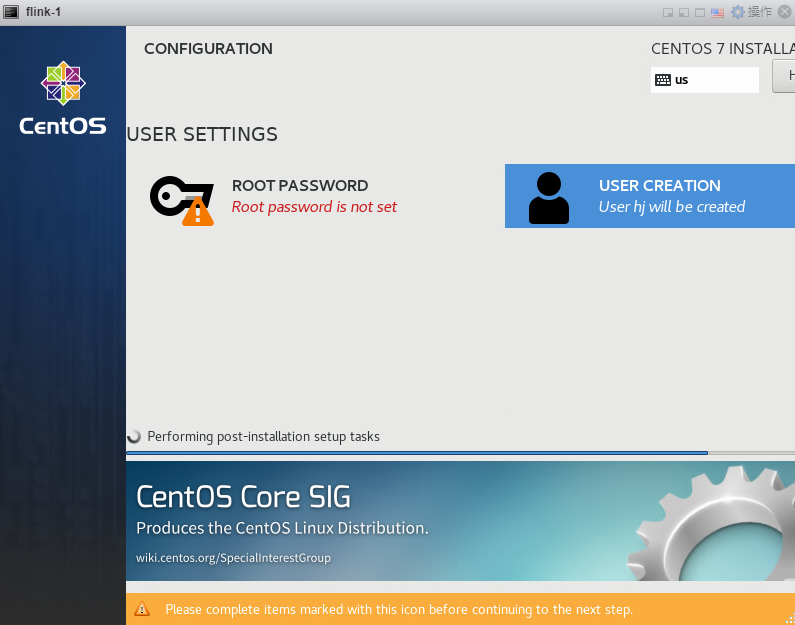 flink-1
操作
CentOS
CONFIGURATION
CENTOS 7 INSTALLA
us
H
USER SETTINGS
ROOT PASSWORD
Root password is not set
USER CREATION
User hj will be created
Performing post-installation setup tasks
CentOS Core SIG
Produces the CentOS Linux Distribution.
wiki.centos.org/SpecialInterestGroup
Please complete items marked with this icon before continuing to the next step.